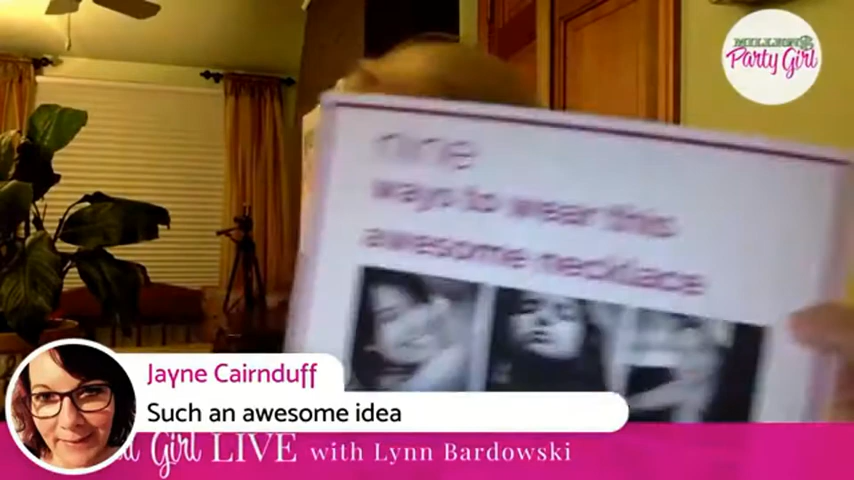 MILLION $
Party Girl
nine
ways to wear this
awesome necklace
Jayne Cairnduff
Such an awesome idea
Girl LIVE with Lynn Bardowski